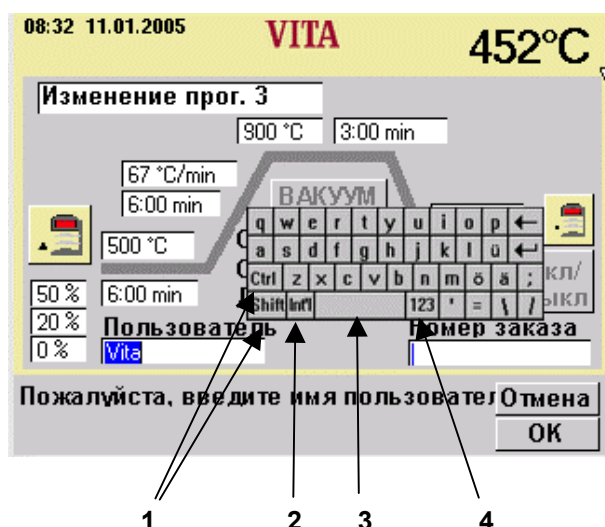 08:32 11.01.2005 VITA 452°C
Изменение прог. 3
900 °C 3:00 min
67 °C/min
6:00 min ВАКУУМ
q w e r t y u i o p ←
500 °C a s d f g h j k l ü ↵
Ctrl z x c v b n m ö ä ; кл/
50 % 6:00 min Shift Int'l 123 ' = \ / ыкл
20 % Пользователь Номер заказа
0 % Vita
Пожалуйста, введите имя пользовател Отмена
OK
1 2 3 4